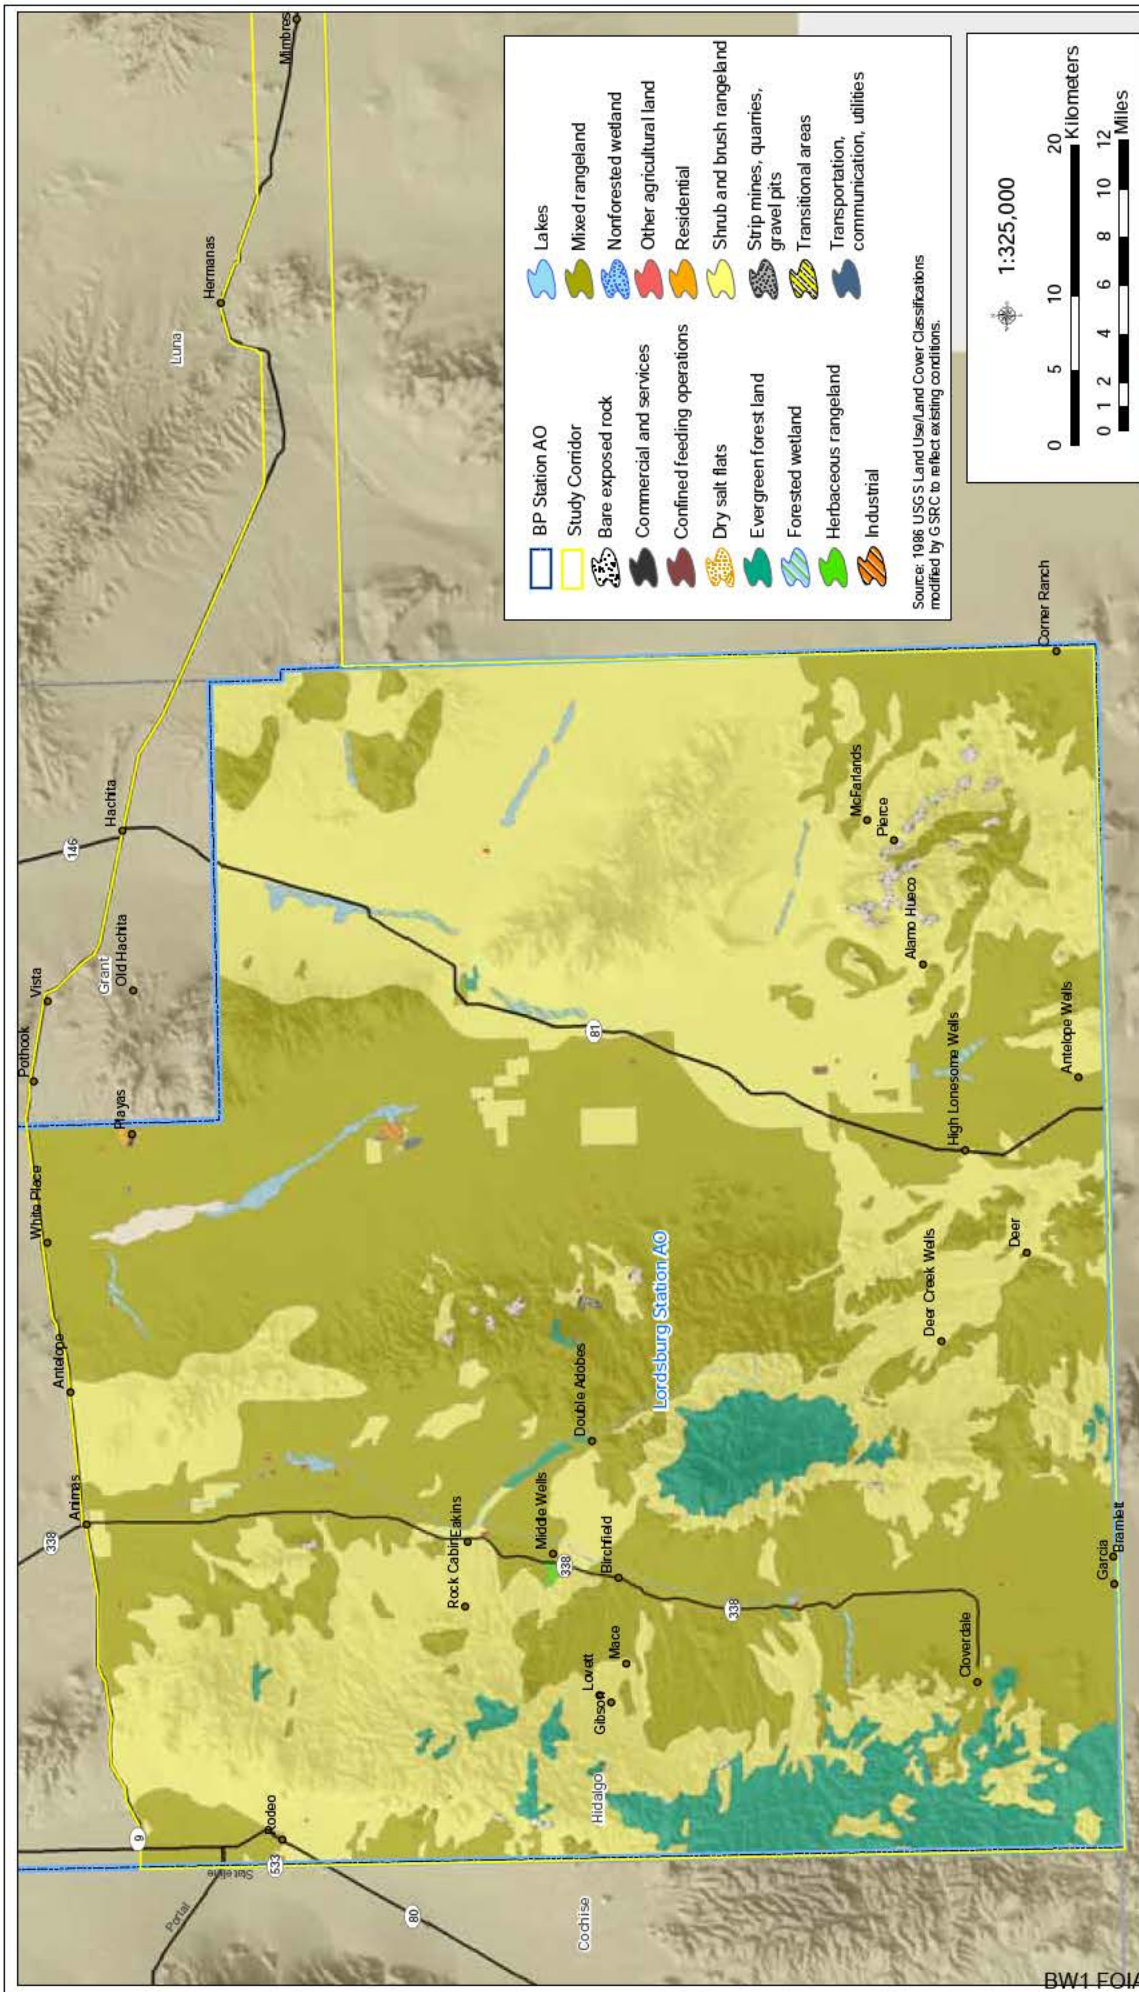 Mimbres
Hermanas
Luna
Hachita
146
Pothook
Vista
Grant
Old Hachita
Playas
White Place
Antelope
Animas
338
9
Rodeo
533
Stateline
Portal
80
Cochise
Hidalgo
81
Lordsburg Station AO
Double Adobes
Rock Cabin
Eakins
Middle Wells
338
Birchfield
338
Lovett
Gibson
Mace
Cloverdale
Garcia
Bramlett
Deer Creek Wells
Deer
High Lonesome Wells
Antelope Wells
Alamo Hueco
Pierce
McFarlands
Corner Ranch
BP Station AO
Study Corridor
Bare exposed rock
Commercial and services
Confined feeding operations
Dry salt flats
Evergreen forest land
Forested wetland
Herbaceous rangeland
Industrial
Lakes
Mixed rangeland
Nonforested wetland
Other agricultural land
Residential
Shrub and brush rangeland
Strip mines, quarries,
gravel pits
Transitional areas
Transportation,
communication, utilities
Source: 1986 USGS Land Use/Land Cover Classifications
modified by GSRC to reflect existing conditions.
1:325,000
0 5 10 20
Kilometers
0 1 2 4 6 8 10 12
Miles
BW1 FOIA